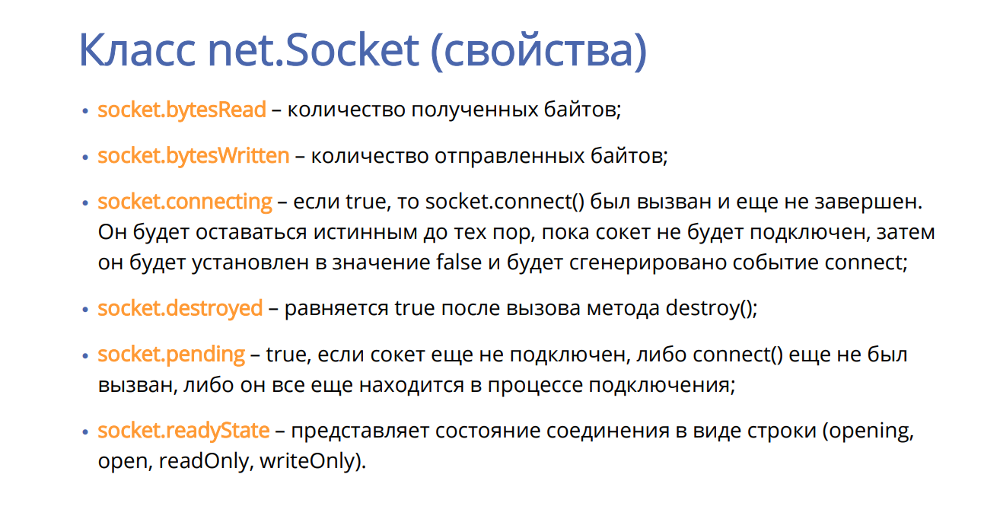 Класс net.Socket (свойства)
• socket.bytesRead – количество полученных байтов;
• socket.bytesWritten – количество отправленных байтов;
• socket.connecting – если true, то socket.connect() был вызван и еще не завершен.
Он будет оставаться истинным до тех пор, пока сокет не будет подключен, затем
он будет установлен в значение false и будет сгенерировано событие connect;
• socket.destroyed – равняется true после вызова метода destroy();
• socket.pending – true, если сокет еще не подключен, либо connect() еще не был
вызван, либо он все еще находится в процессе подключения;
• socket.readyState – представляет состояние соединения в виде строки (opening,
open, readOnly, writeOnly).